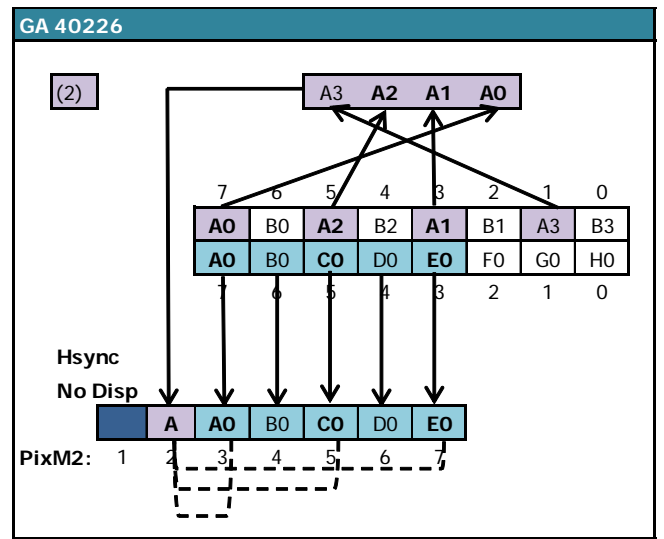 GA 40226
(2) A3 A2 A1 A0
7 6 5 4 3 2 1 0
A0 B0 A2 B2 A1 B1 A3 B3
A0 B0 C0 D0 E0 F0 G0 H0
7 6 5 4 3 2 1 0
Hsync
No Disp
A A0 B0 C0 D0 E0
PixM2: 1 2 3 4 5 6 7